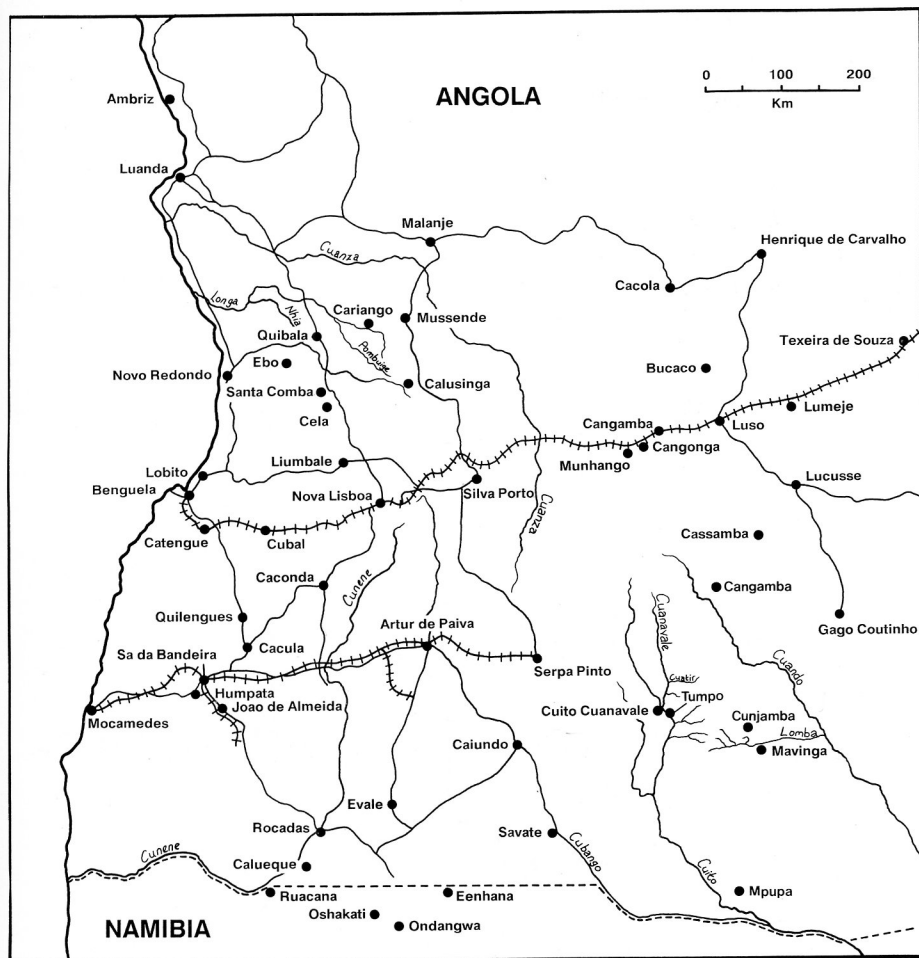 ANGOLA
0 100 200
Km
Ambriz
Luanda
Malanje
Henrique de Carvalho
Cuanza
Cacola
Longa
Nhia
Cariango
Mussende
Quibala
Pombuige
Texeira de Souza
Ebo
Bucaco
Novo Redondo
Calusinga
Santa Comba
Cela
Lumeje
Cangamba
Luso
Cangonga
Munhango
Liumbale
Lobito
Silva Porto
Lucusse
Benguela
Nova Lisboa
Cuanza
Catengue
Cubal
Cassamba
Caconda
Cunene
Cangamba
Cuanavale
Quilengues
Gago Coutinho
Artur de Paiva
Cacula
Sa da Bandeira
Serpa Pinto
Cuando
Cuatir
Humpata
Tumpo
Joao de Almeida
Cuito Cuanavale
Mocamedes
Cunjamba
Lomba
Caiundo
Mavinga
Evale
Rocadas
Savate
Cunene
Calueque
Cubango
Cuito
Ruacana
Eenhana
Mpupa
Oshakati
Ondangwa
NAMIBIA